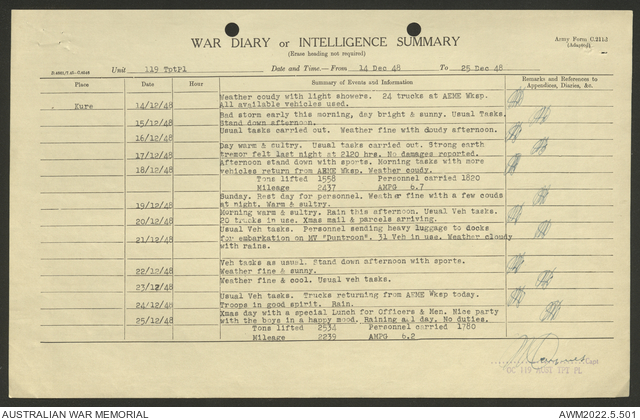 WAR DIARY or INTELLIGENCE SUMMARY
(Erase heading not required)
Army Form C.2118
(Adapted)
Unit 119 TptPl Date and Time.—From 14 Dec 48 To 25 Dec 48
Place Date Hour Summary of Events and Information Remarks and References to Appendices, Diaries, &c.
Kure 14/12/48 Weather coudy with light showers. 24 trucks at AEME Wksp.
All available vehicles used.
15/12/48 Bad storm early this morning, day bright & sunny. Usual Tasks.
Stand down afternoon.
16/12/48 Usual tasks carried out. Weather fine with cloudy afternoon.
17/12/48 Day warm & sultry. Usual tasks carried out. Strong earth
tremor felt last night at 2120 hrs. No damages reported.
18/12/48 Afternoon stand down with sports. Morning tasks with more
vehicles return from AEME Wksp. Weather coudy.
Tons lifted 1558 Personnel carried 1820
Mileage 2437 AMPG 6.7
19/12/48 Sunday. Rest day for personnel. Weather fine with a few couds
at night. Warm & sultry.
20/12/48 Morning warm & sultry. Rain this afternoon. Usual Veh tasks.
20 trucks in use. Xmas mail & parcels arriving.
21/12/48 Usual Veh tasks. Personnel sending heavy luggage to docks
for embarkation on MV "Duntroon". 31 Veh in use. Weather cloudy
with rains.
22/12/48 Veh tacks as usual. Stand down afternoon with sports.
Weather fine & sunny.
23/12/48 Weather fine & cool. Usual veh tasks.
24/12/48 Usual Veh tasks. Trucks returning from AEME Wksp today.
Troops in good spirit. Rain.
25/12/48 Xmas day with a special Lunch for Officers & Men. Nice party
with the boys in a happy mood. Raining all day. No duties.
Tons lifted 2534 Personnel carried 1780
Mileage 2239 AMPG 6.2
Capt
OC 119 AUST TPT PL
AUSTRALIAN WAR MEMORIAL
AWM2022.5.501